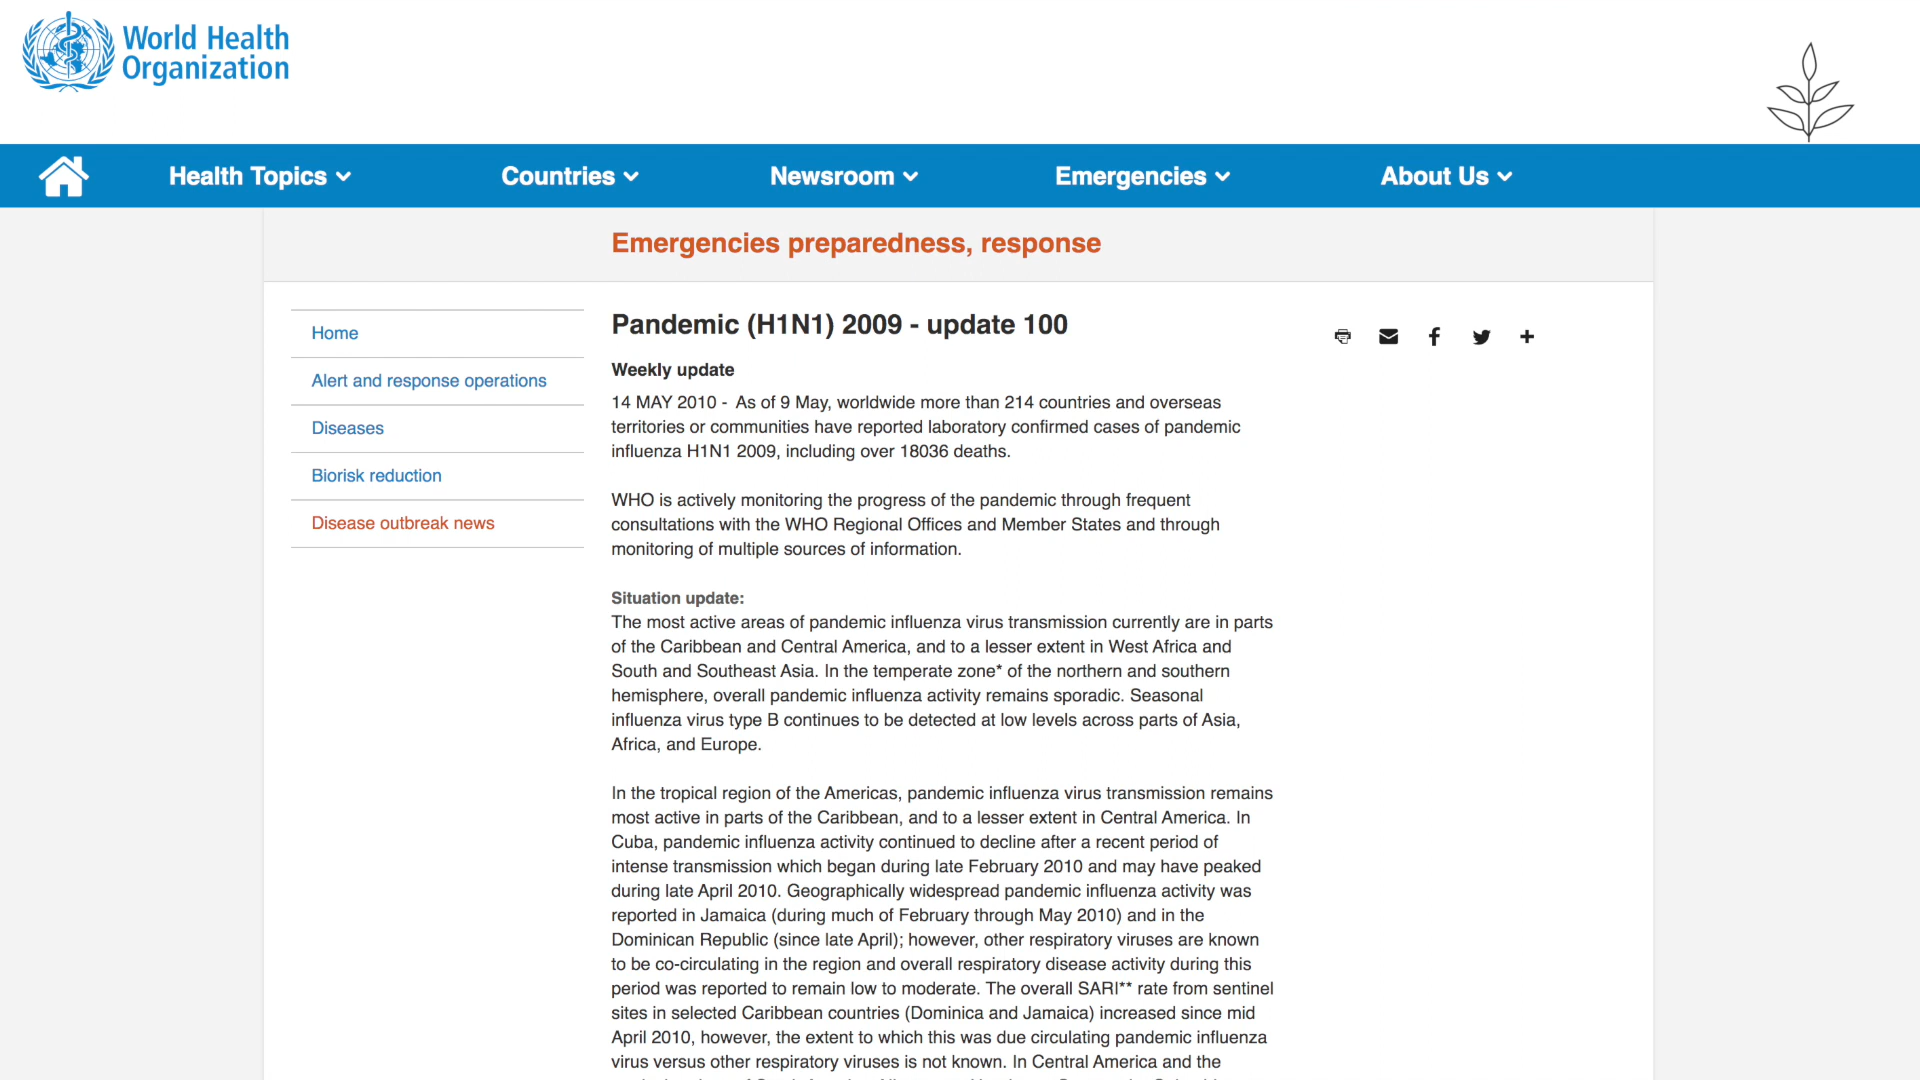 World Health
Organization
Health Topics
Countries
Newsroom
Emergencies
About Us
Emergencies preparedness, response
Home
Alert and response operations
Diseases
Biorisk reduction
Disease outbreak news
Pandemic (H1N1) 2009 - update 100
Weekly update
14 MAY 2010 - As of 9 May, worldwide more than 214 countries and overseas
territories or communities have reported laboratory confirmed cases of pandemic
influenza H1N1 2009, including over 18036 deaths.
WHO is actively monitoring the progress of the pandemic through frequent
consultations with the WHO Regional Offices and Member States and through
monitoring of multiple sources of information.
Situation update:
The most active areas of pandemic influenza virus transmission currently are in parts
of the Caribbean and Central America, and to a lesser extent in West Africa and
South and Southeast Asia. In the temperate zone* of the northern and southern
hemisphere, overall pandemic influenza activity remains sporadic. Seasonal
influenza virus type B continues to be detected at low levels across parts of Asia,
Africa, and Europe.
In the tropical region of the Americas, pandemic influenza virus transmission remains
most active in parts of the Caribbean, and to a lesser extent in Central America. In
Cuba, pandemic influenza activity continued to decline after a recent period of
intense transmission which began during late February 2010 and may have peaked
during late April 2010. Geographically widespread pandemic influenza activity was
reported in Jamaica (during much of February through May 2010) and in the
Dominican Republic (since late April); however, other respiratory viruses are known
to be co-circulating in the region and overall respiratory disease activity during this
period was reported to remain low to moderate. The overall SARI** rate from sentinel
sites in selected Caribbean countries (Dominica and Jamaica) increased since mid
April 2010, however, the extent to which this was due circulating pandemic influenza
virus versus other respiratory viruses is not known. In Central America and the